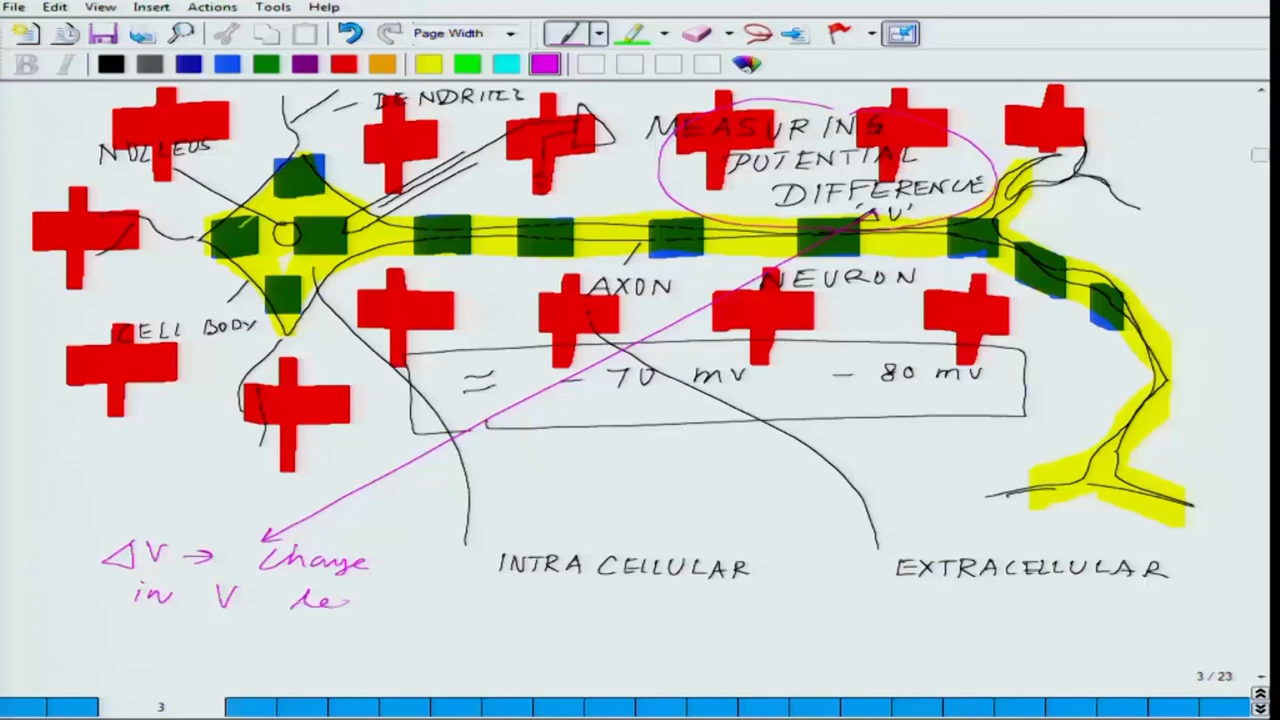 File Edit View Insert Actions Tools Help
Page Width
B I
DENDRITES
NUCLEUS
MEASURING
POTENTIAL
DIFFERENCE
'ΔV'
AXON
NEURON
CELL BODY
≈ - 70 mv - 80 mv
ΔV → Change
in V
INTRA CELLULAR
EXTRACELLULAR
3 / 23
3